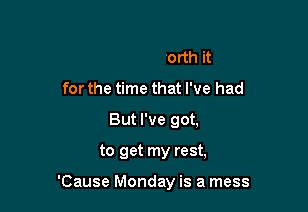 orth it
for the time that I've had
But I've got,
to get my rest,
'Cause Monday is a mess